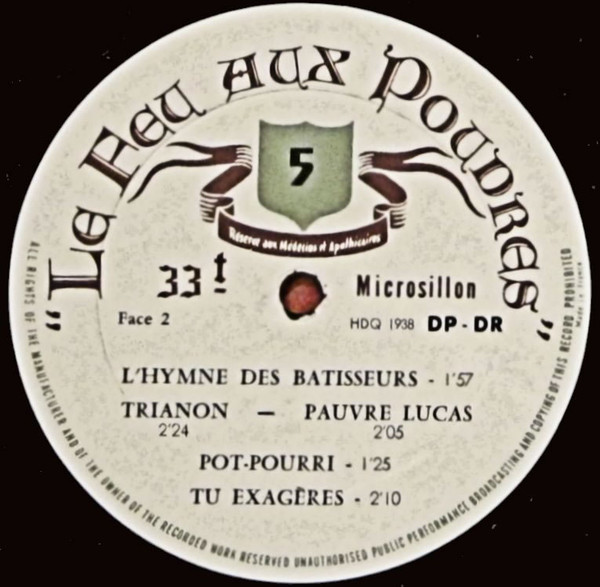 " LE FEU AUX POUDRES "
5
Réservé aux Médecins et Apothicaires
33 t
Microsillon
Face 2
HDQ 1938 DP - DR
L'HYMNE DES BATISSEURS - 1'57
TRIANON — PAUVRE LUCAS
2'24 2'05
POT-POURRI - 1'25
TU EXAGÈRES - 2'10
ALL RIGHTS OF THE MANUFACTURER AND OF THE OWNER OF THE RECORDED WORK RESERVED UNAUTHORISED PUBLIC PERFORMANCE BROADCASTING AND COPYING OF THIS RECORD PROHIBITED
Made in France